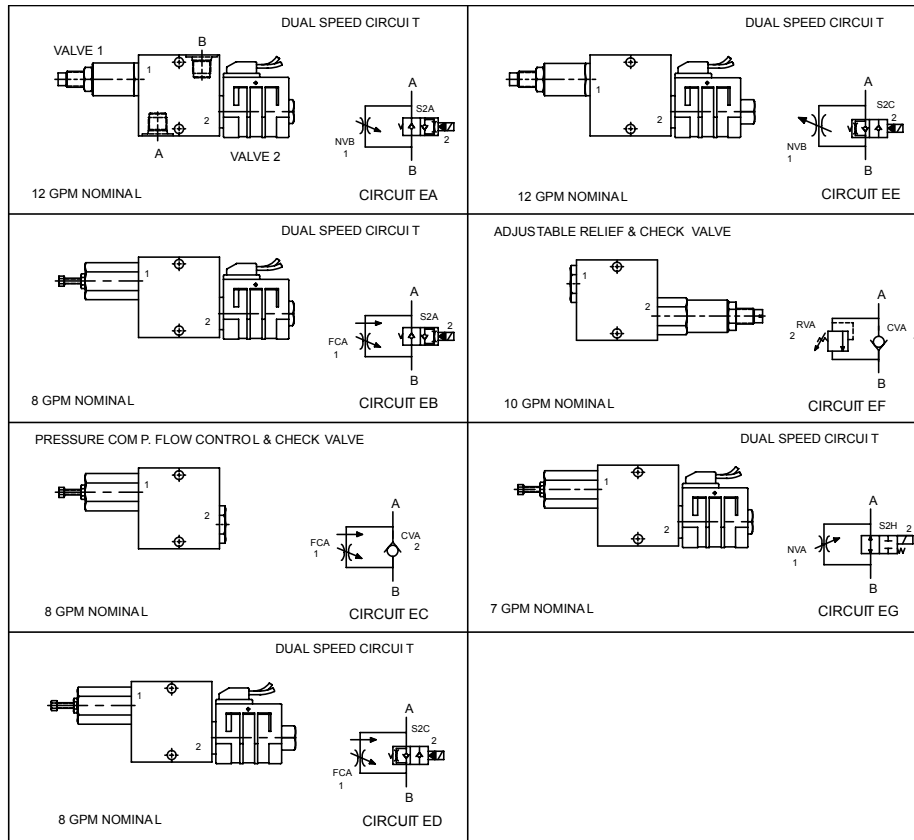 DUAL SPEED CIRCUIT
VALVE 1
B
1
2
A
VALVE 2
A
S2A
2
NVB
1
B
12 GPM NOMINAL
CIRCUIT EA
DUAL SPEED CIRCUIT
1
2
A
S2C
2
NVB
1
B
12 GPM NOMINAL
CIRCUIT EE
DUAL SPEED CIRCUIT
1
2
A
S2A
2
FCA
1
B
8 GPM NOMINAL
CIRCUIT EB
ADJUSTABLE RELIEF & CHECK VALVE
1
2
A
RVA
2
CVA
B
10 GPM NOMINAL
CIRCUIT EF
PRESSURE COMP. FLOW CONTROL & CHECK VALVE
1
2
A
FCA
1
CVA
2
B
8 GPM NOMINAL
CIRCUIT EC
DUAL SPEED CIRCUIT
1
2
A
S2H
2
NVA
1
B
7 GPM NOMINAL
CIRCUIT EG
DUAL SPEED CIRCUIT
1
2
A
S2C
2
FCA
1
B
8 GPM NOMINAL
CIRCUIT ED